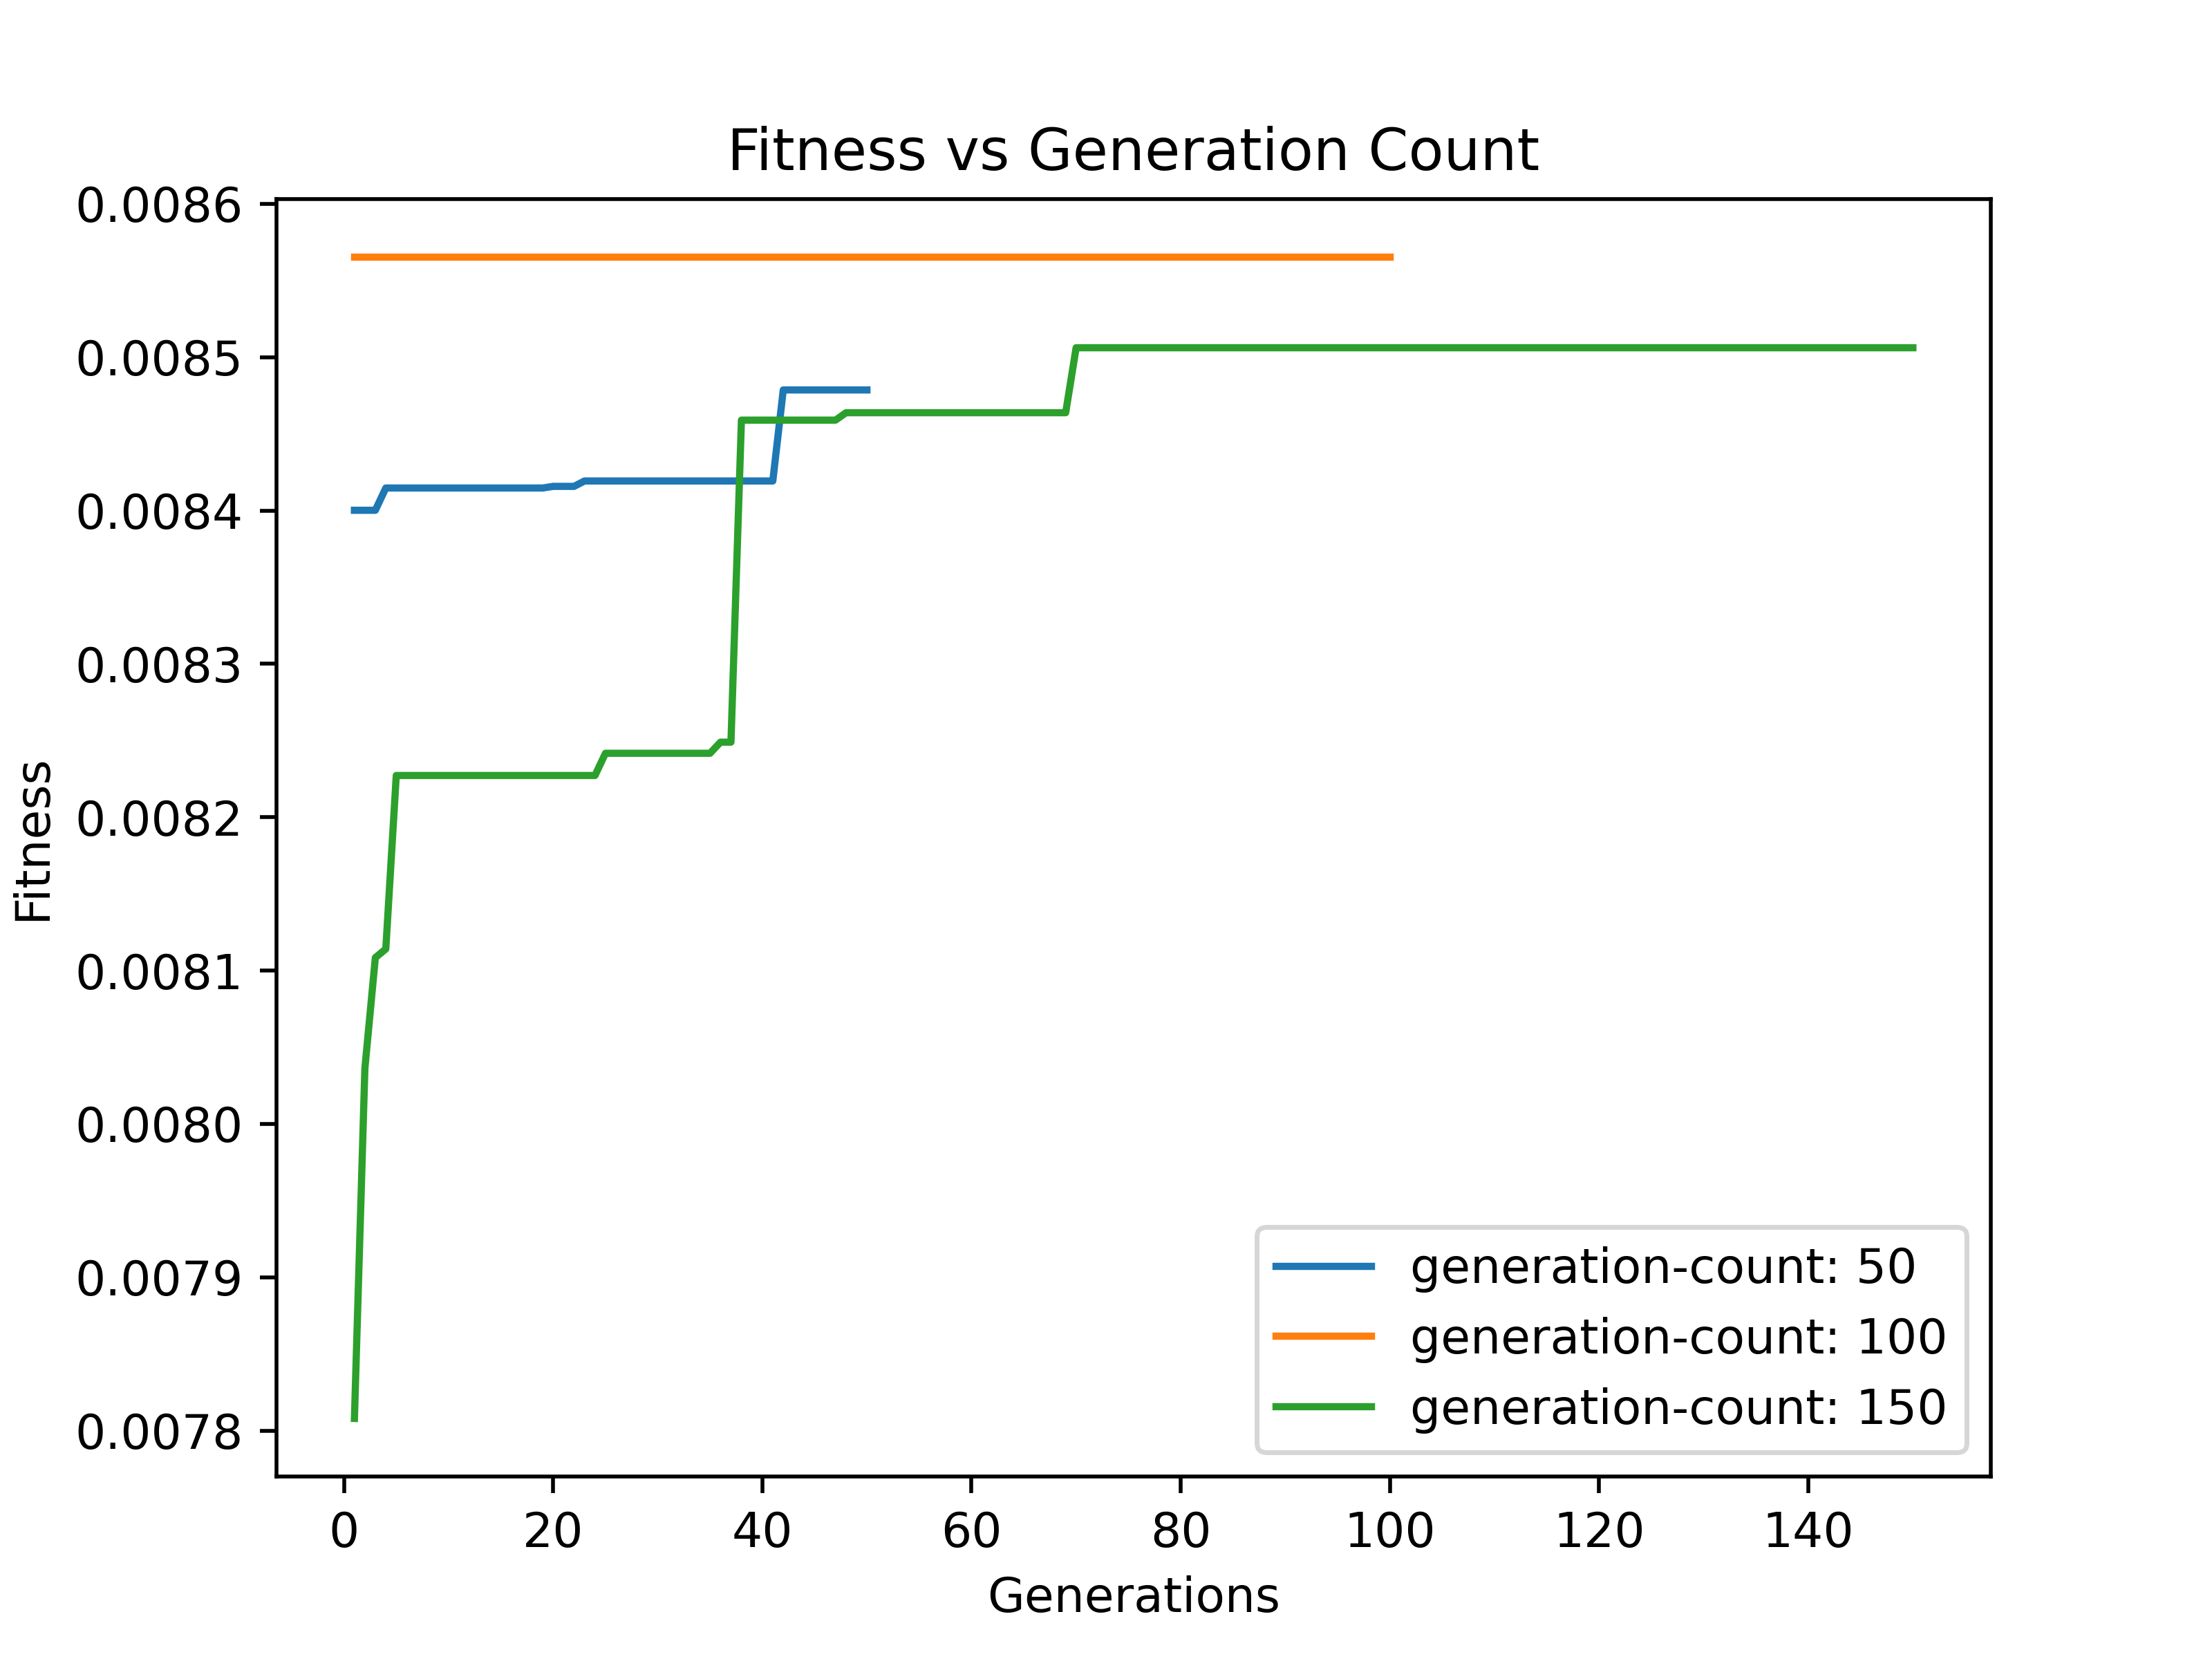 Fitness vs Generation Count
0.0086
0.0085
0.0084
0.0083
0.0082
0.0081
0.0080
0.0079
0.0078
Fitness
generation-count: 50
generation-count: 100
generation-count: 150
0 20 40 60 80 100 120 140
Generations